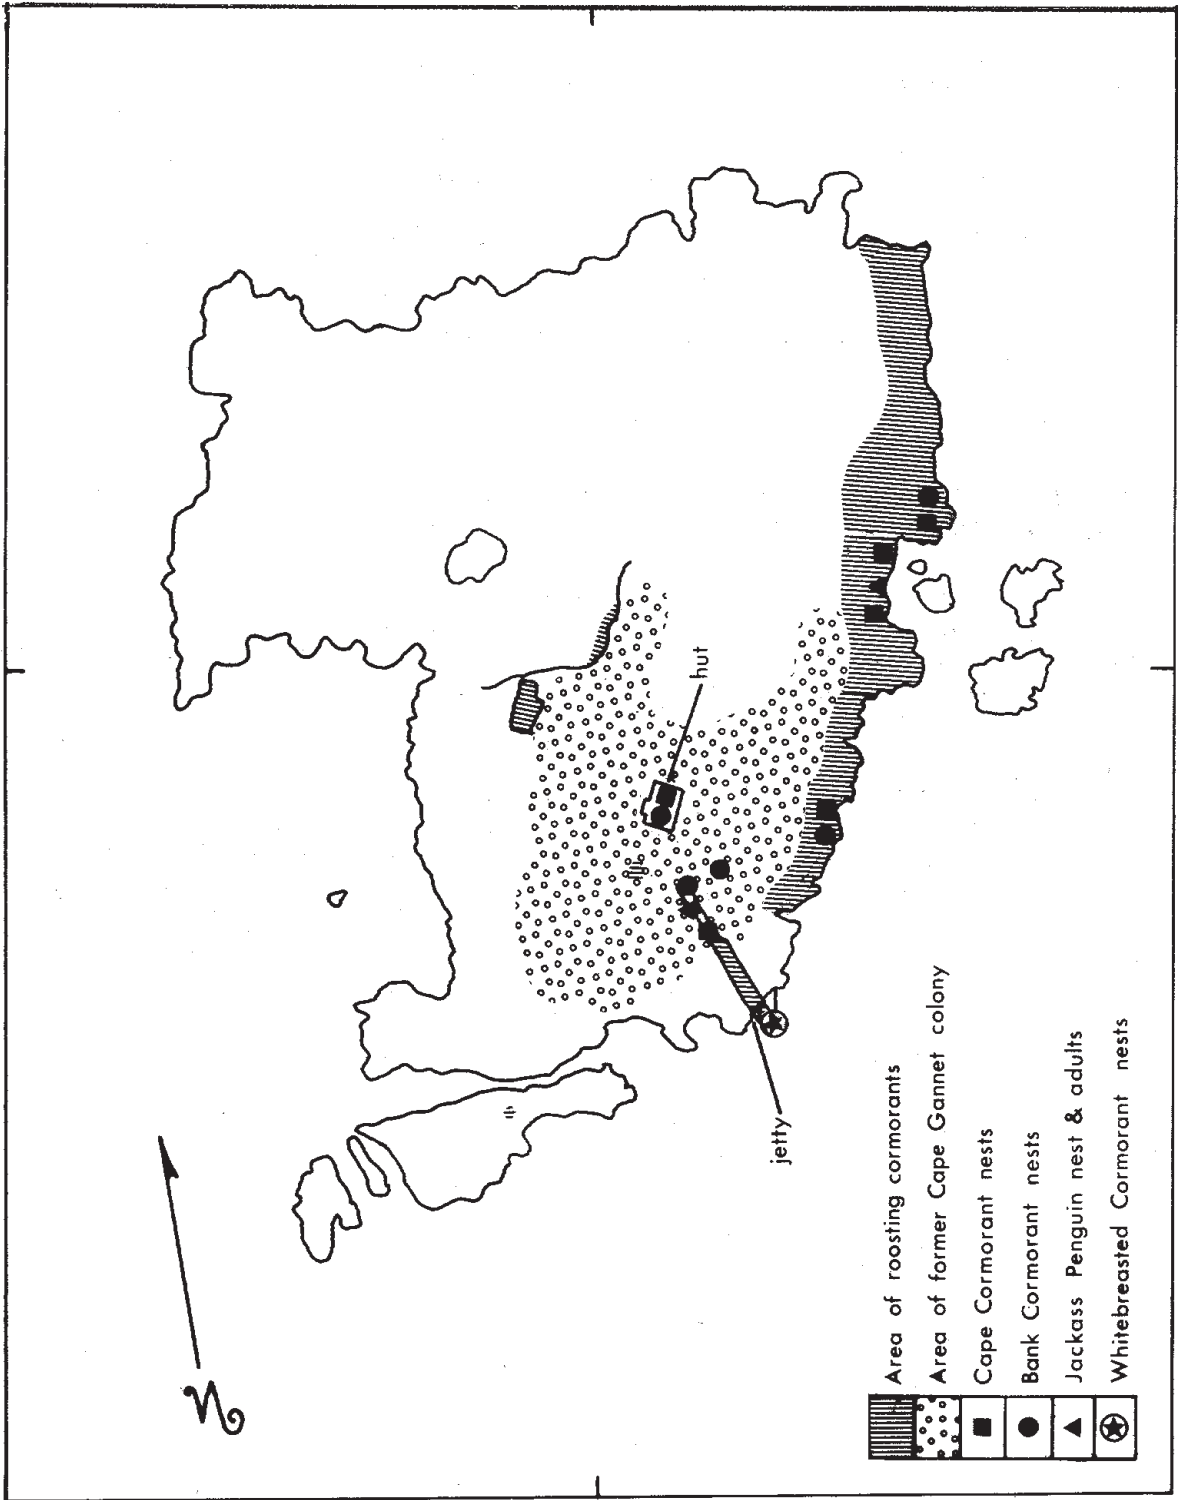 N
hut
jetty
Area of roosting cormorants
Area of former Cape Gannet colony
Cape Cormorant nests
Bank Cormorant nests
Jackass Penguin nest & adults
Whitebreasted Cormorant nests